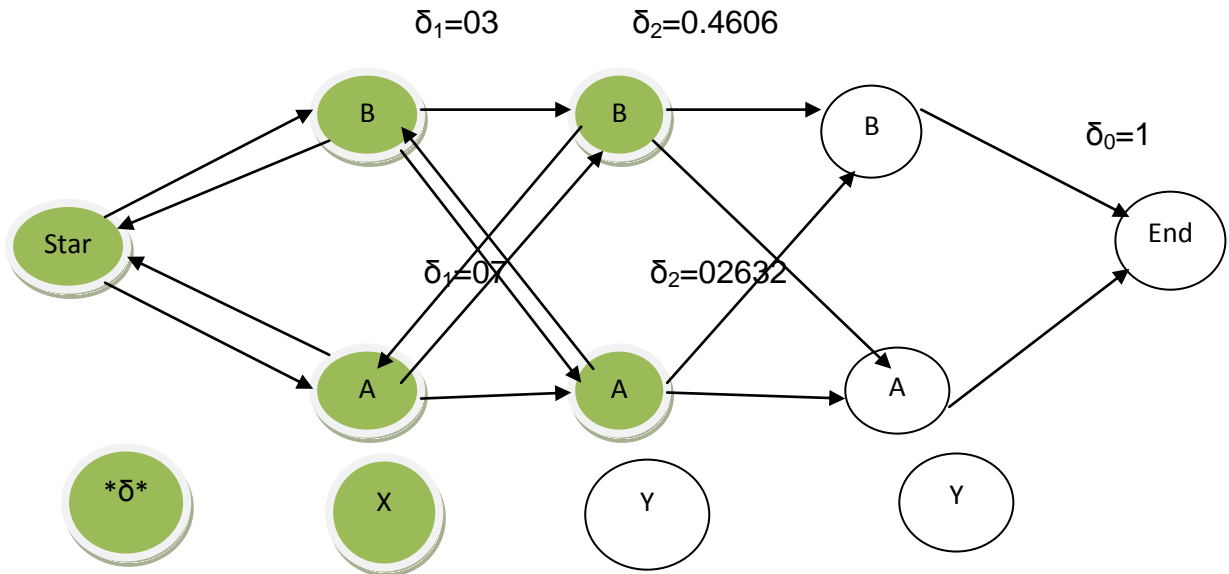 δ₁=03 δ₂=0.4606
B B B
δ₀=1
Star End
δ₁=07 δ₂=02632
A A A
*δ* X Y Y